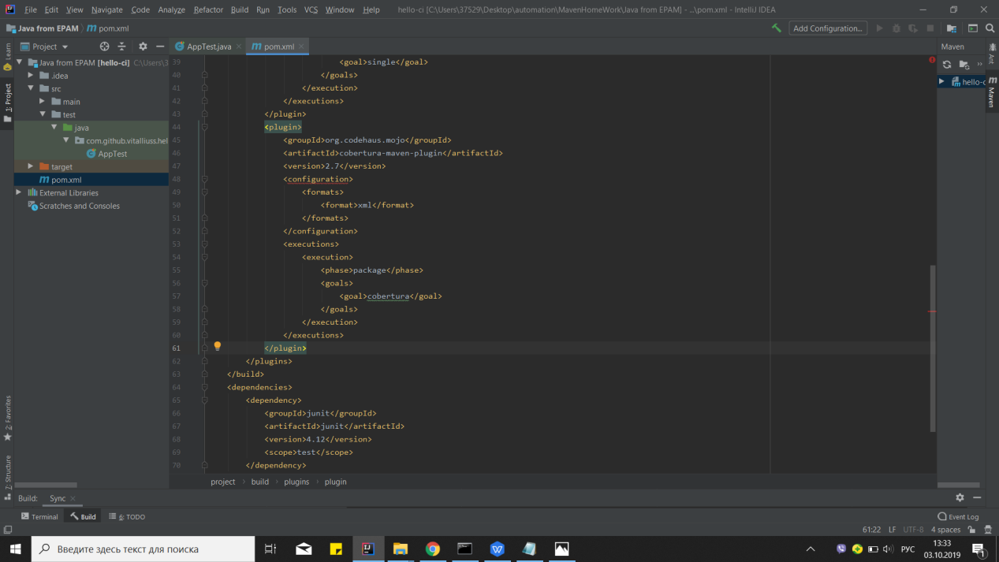 File Edit View Navigate Code Analyze Refactor Build Run Tools VCS Window Help hello-ci [C:\Users\37529\Desktop\automation\MavenHomeWork\Java from EPAM] - ...\pom.xml - IntelliJ IDEA
Java from EPAM pom.xml Add Configuration...
Project AppTest.java pom.xml Maven
Learn
1: Project
Java from EPAM [hello-ci] C:\Users\3
.idea
src
main
test
java
com.github.vitalliuss.hel
AppTest
target
pom.xml
External Libraries
Scratches and Consoles
2: Favorites
7: Structure
39 <goal>single</goal>
40 </goals>
41 </execution>
42 </executions>
43 </plugin>
44 <plugin>
45 <groupId>org.codehaus.mojo</groupId>
46 <artifactId>cobertura-maven-plugin</artifactId>
47 <version>2.7</version>
48 <configuration>
49 <formats>
50 <format>xml</format>
51 </formats>
52 </configuration>
53 <executions>
54 <execution>
55 <phase>package</phase>
56 <goals>
57 <goal>cobertura</goal>
58 </goals>
59 </execution>
60 </executions>
61 </plugin>
62 </plugins>
63 </build>
64 <dependencies>
65 <dependency>
66 <groupId>junit</groupId>
67 <artifactId>junit</artifactId>
68 <version>4.12</version>
69 <scope>test</scope>
70 </dependency>
project build plugins plugin
hello-c
Ant
Maven
Build: Sync
Terminal Build 6: TODO Event Log
61:22 LF UTF-8 4 spaces
Введите здесь текст для поиска
РУС
13:33
03.10.2019
1